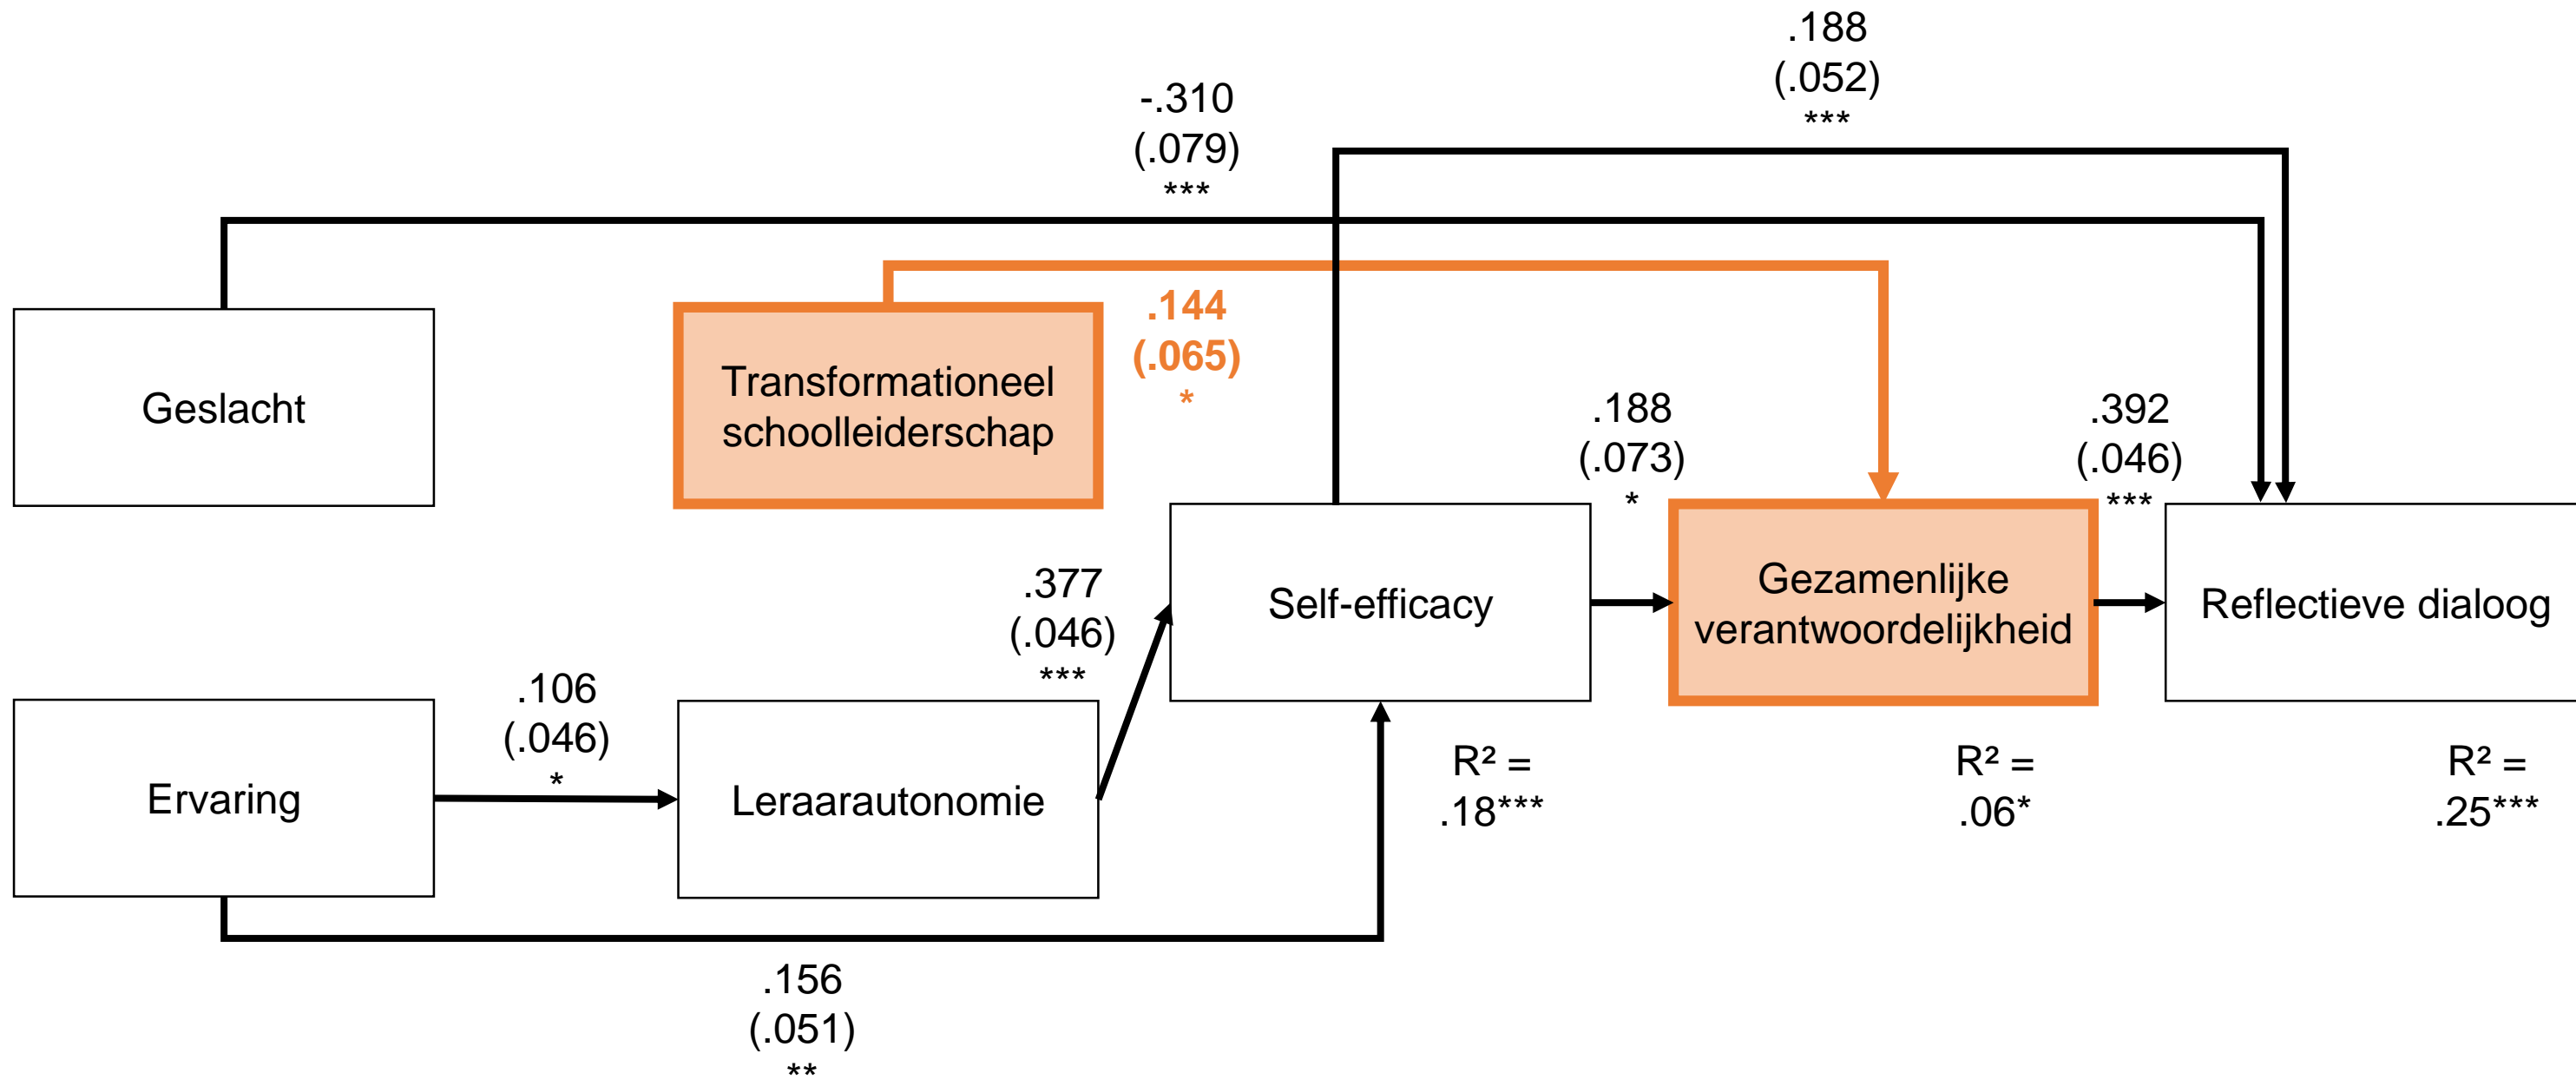 .188
(.052)
***
-.310
(.079)
***
Geslacht
Transformationeel
schoolleiderschap
.144
(.065)
*
.188
(.073)
*
.392
(.046)
***
.377
(.046)
***
Self-efficacy
Gezamenlijke
verantwoordelijkheid
Reflectieve dialoog
.106
(.046)
*
Ervaring
Leraarautonomie
R² =
.18***
R² =
.06*
R² =
.25***
.156
(.051)
**